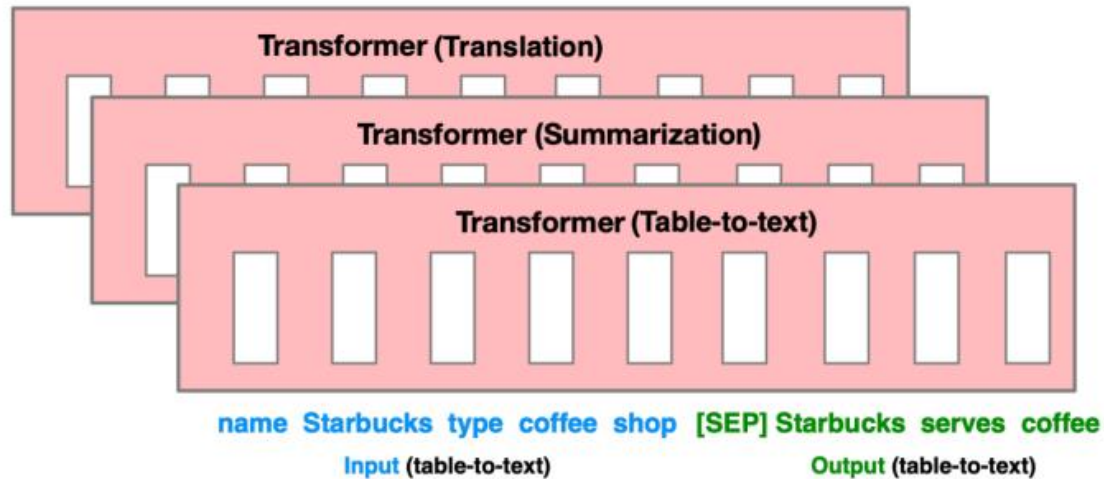 Transformer (Translation)
Transformer (Summarization)
Transformer (Table-to-text)
name Starbucks type coffee shop [SEP] Starbucks serves coffee
Input (table-to-text) Output (table-to-text)